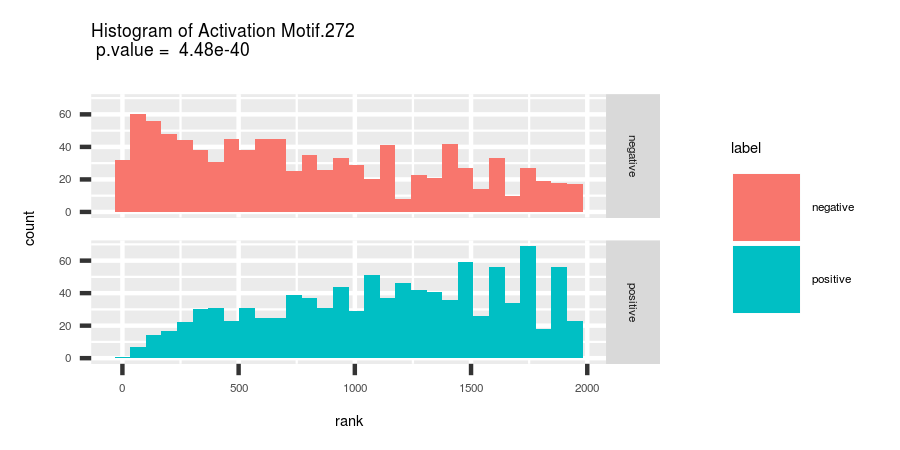 Histogram of Activation Motif.272
p.value =  4.48e-40
count
60
40
20
0
negative
60
40
20
0
positive
0
500
1000
1500
2000
rank
label
negative
positive